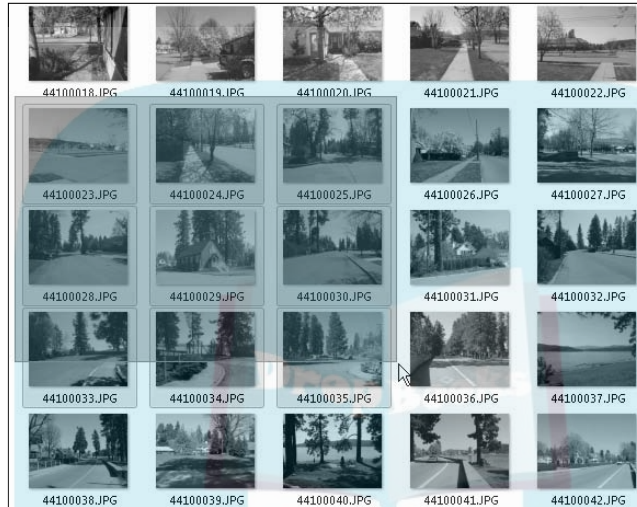 44100018.JPG 44100019.JPG 44100020.JPG 44100021.JPG 44100022.JPG
44100023.JPG 44100024.JPG 44100025.JPG 44100026.JPG 44100027.JPG
44100028.JPG 44100029.JPG 44100030.JPG 44100031.JPG 44100032.JPG
44100033.JPG 44100034.JPG 44100035.JPG 44100036.JPG 44100037.JPG
44100038.JPG 44100039.JPG 44100040.JPG 44100041.JPG 44100042.JPG